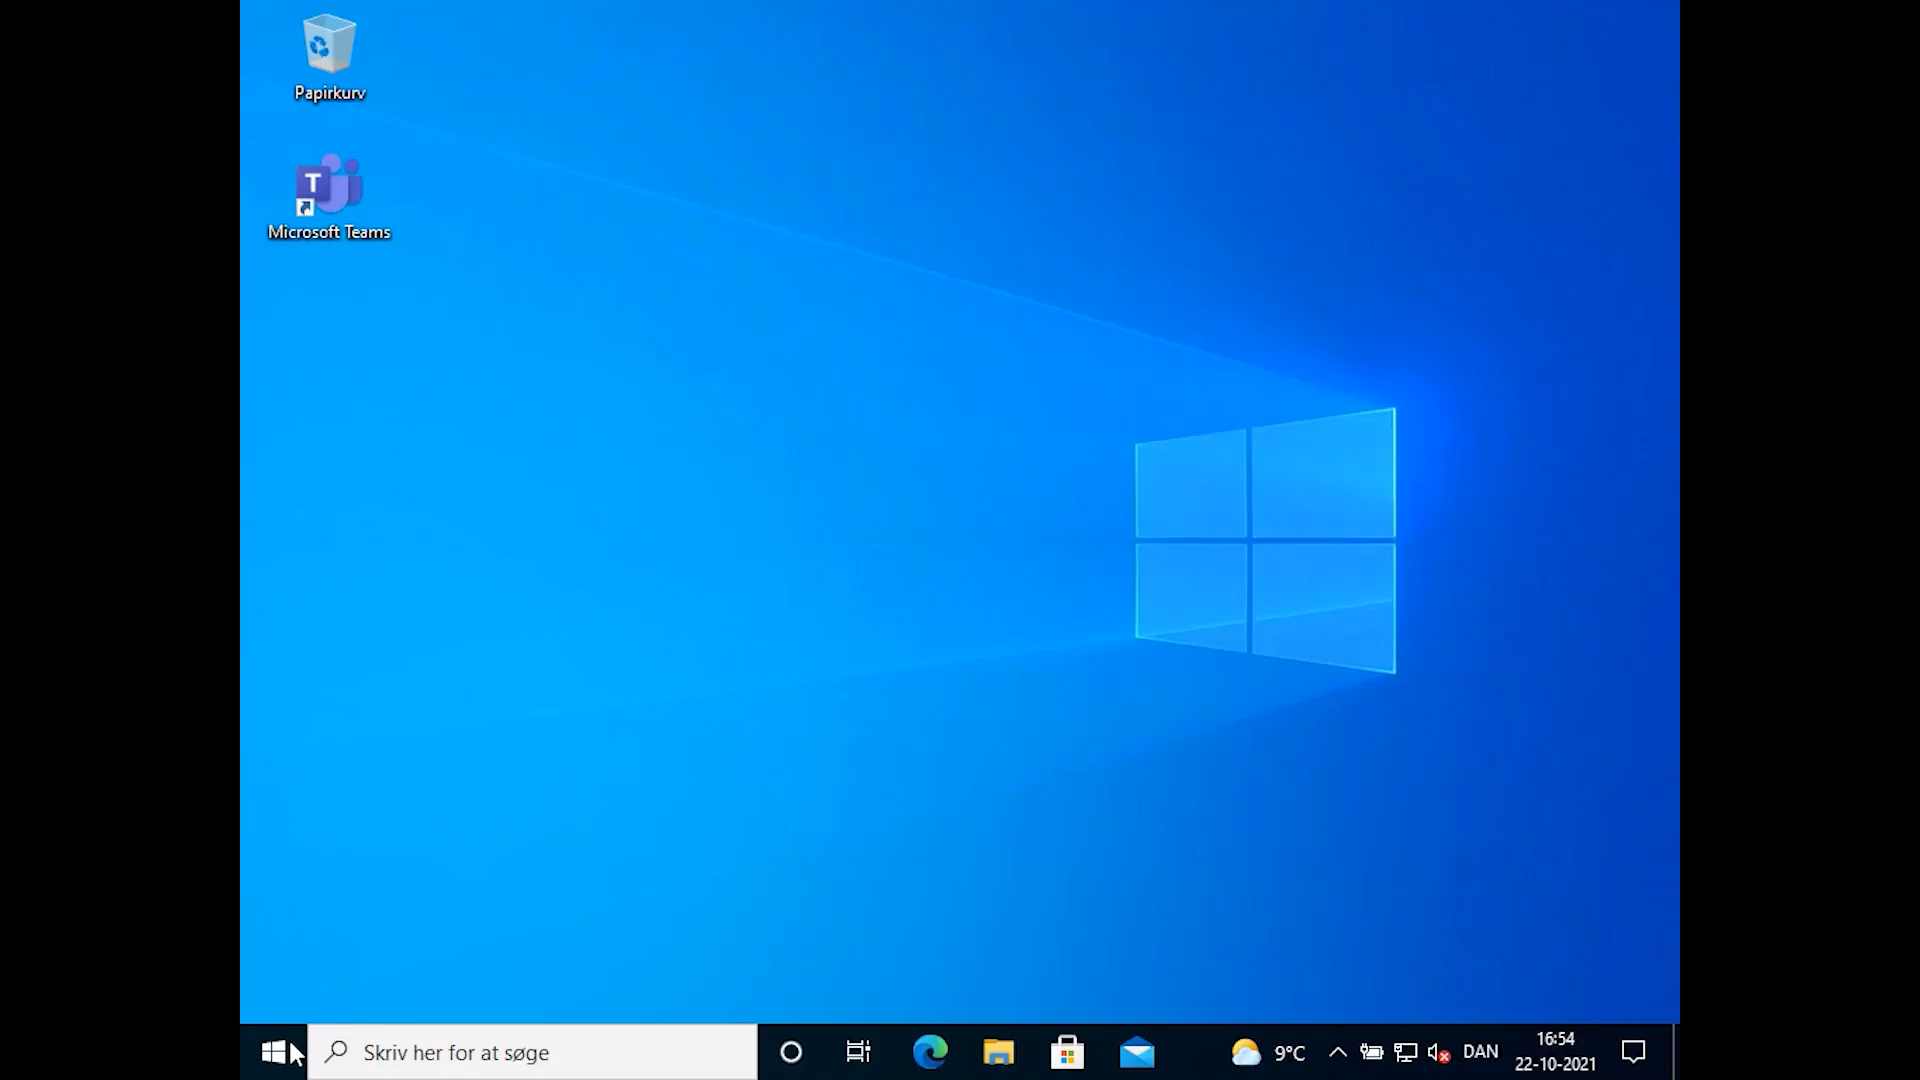 Papirkurv
T
Microsoft Teams
Skriv her for at søge
9°C
DAN
16:54
22-10-2021